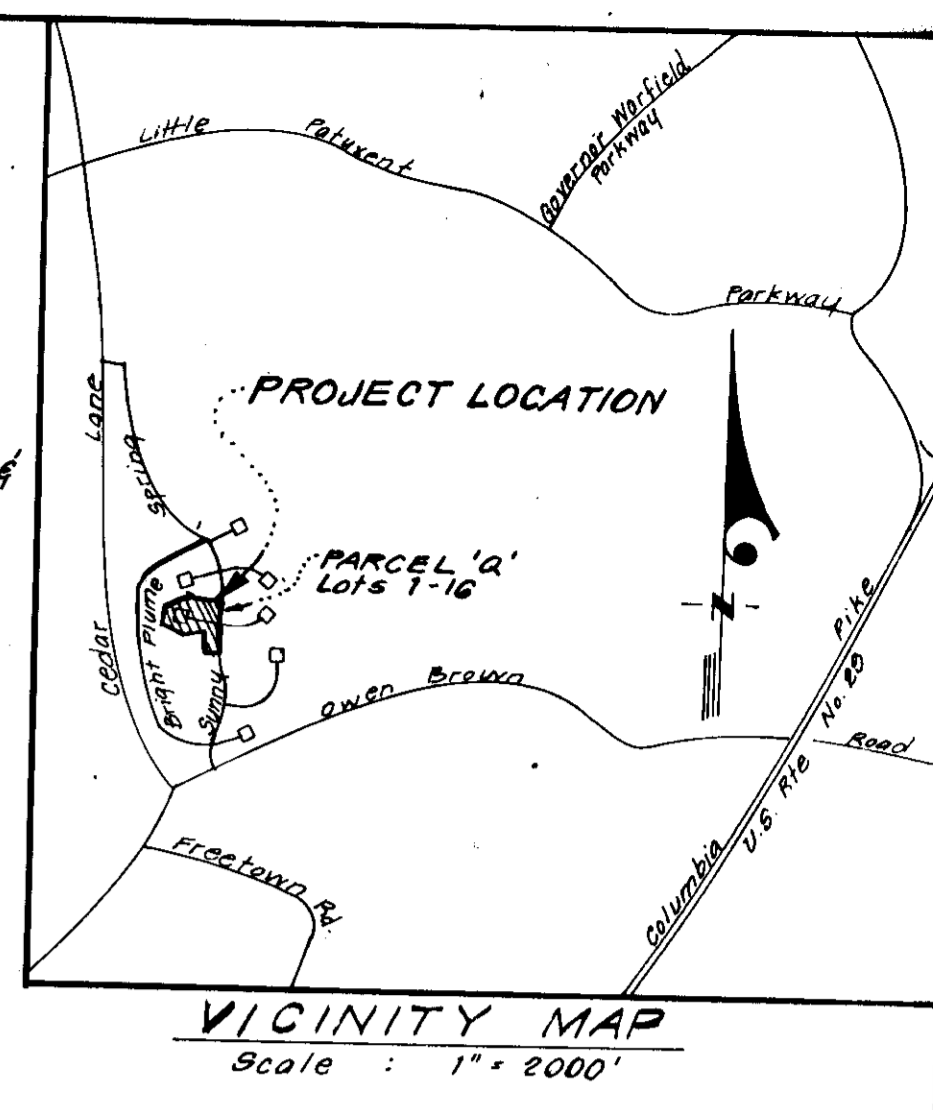 Little Patuxent Parkway
Governor Warfield
Parkway
PROJECT LOCATION
PARCEL 'Q'
Lots 1-16
Cedar Lane
Sunny Spring
Bright Plume
Owen Brown Road
N
Columbia Pike
U.S. Rte No. 29
Freetown Rd.
VICINITY MAP
Scale : 1" = 2000'